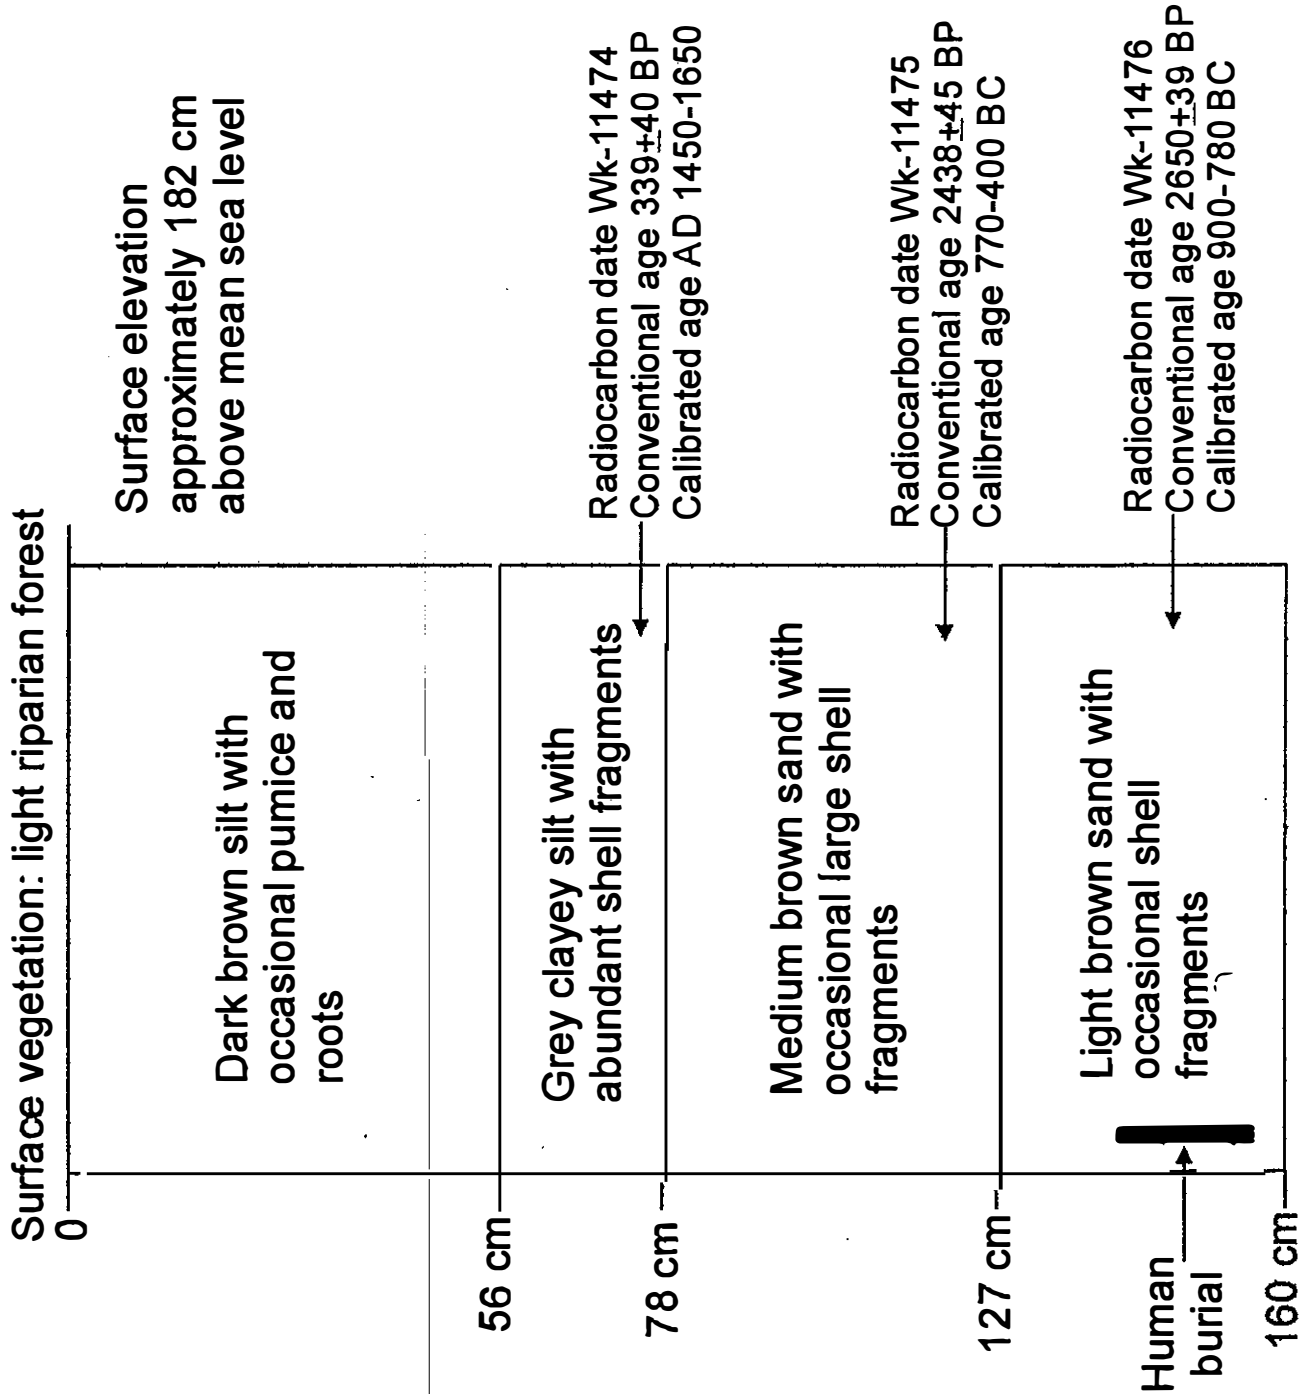 Surface vegetation: light riparian forest
0
Surface elevation
approximately 182 cm
above mean sea level
Dark brown silt with
occasional pumice and
roots
56 cm
Grey clayey silt with
abundant shell fragments
Radiocarbon date Wk-11474
Conventional age 339±40 BP
Calibrated age AD 1450-1650
78 cm
Medium brown sand with
occasional large shell
fragments
Radiocarbon date Wk-11475
Conventional age 2438±45 BP
Calibrated age 770-400 BC
127 cm
Light brown sand with
occasional shell
fragments
Radiocarbon date Wk-11476
Conventional age 2650±39 BP
Calibrated age 900-780 BC
Human
burial
160 cm